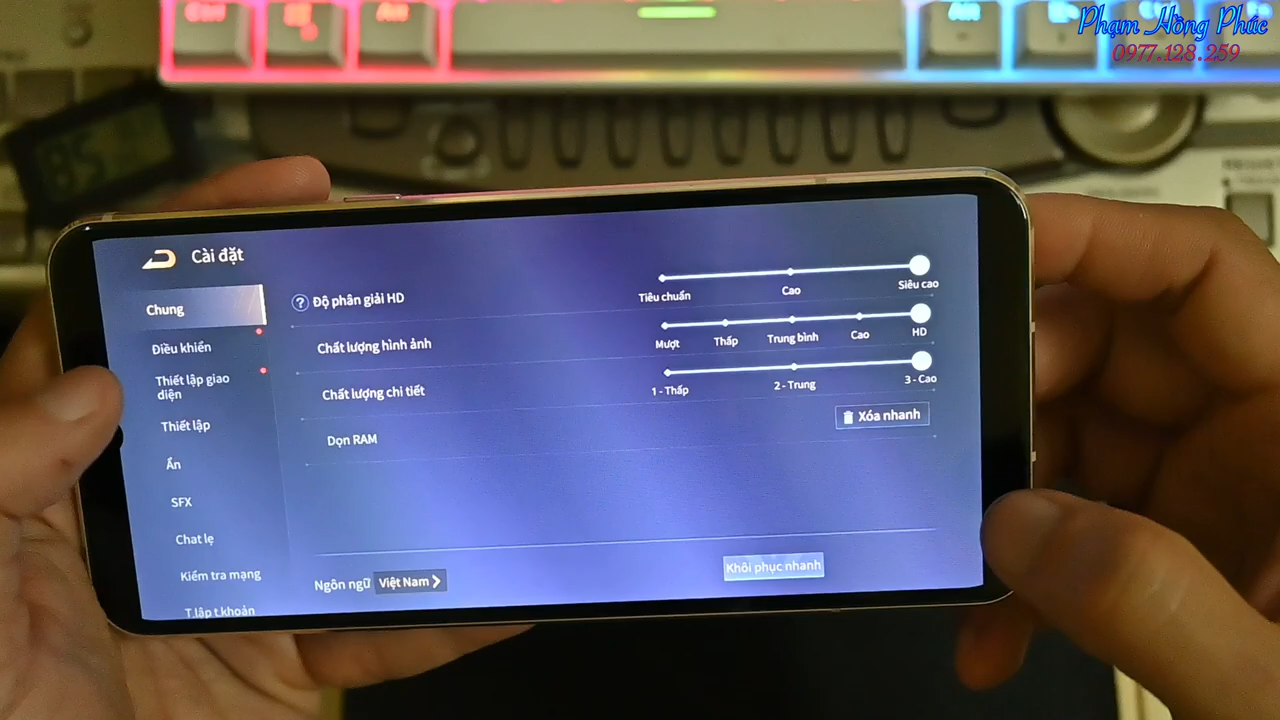 Ctrl
Alt
Phạm Hồng Phúc
0977.128.259
85
Cài đặt
Chung
Điều khiển
Thiết lập giao
diện
Thiết lập
Ẩn
SFX
Chat lẹ
Kiểm tra mạng
T.lập t.khoản
? Độ phân giải HD
Tiêu chuẩn Cao Siêu cao
Chất lượng hình ảnh
Mượt Thấp Trung bình Cao HD
Chất lượng chi tiết
1 - Thấp 2 - Trung 3 - Cao
Dọn RAM
Xóa nhanh
Ngôn ngữ Việt Nam
Khôi phục nhanh